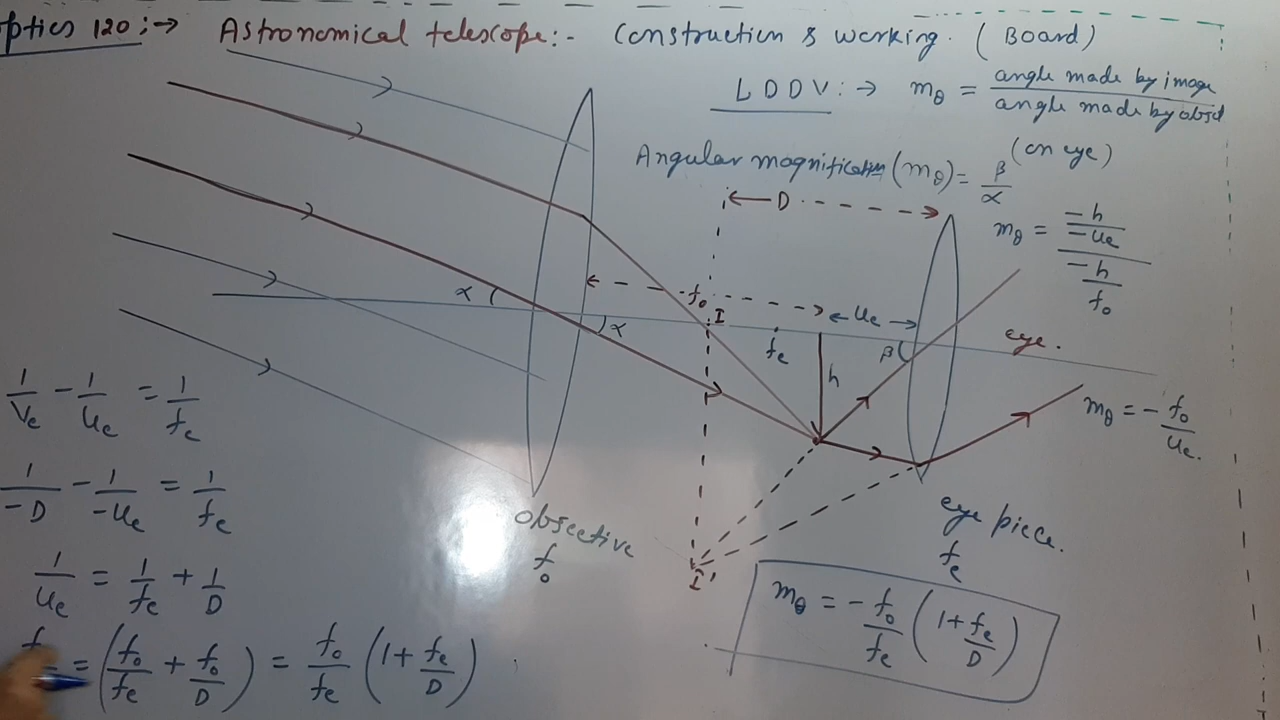 optics 120 :→ Astronomical telescope:- Construction & working. (Board)
LDDV :→ mθ = angle made by image / angle made by obsct
(on eye)
Angular magnification (mθ) = β/α
← D - - - →
mθ = (-h/-ue) / (-h/f₀)
α
← - - f₀ - - →
I
← ue →
α
fe
β
eye.
h
1/Ve - 1/ue = 1/fe
mθ = - f₀/ue.
1/-D - 1/-ue = 1/fe
objective
f₀
eye piece.
fe
I'
1/ue = 1/fe + 1/D
mθ = - f₀/fe (1 + fe/D)
= (f₀/fe + f₀/D) = f₀/fe (1 + fe/D)